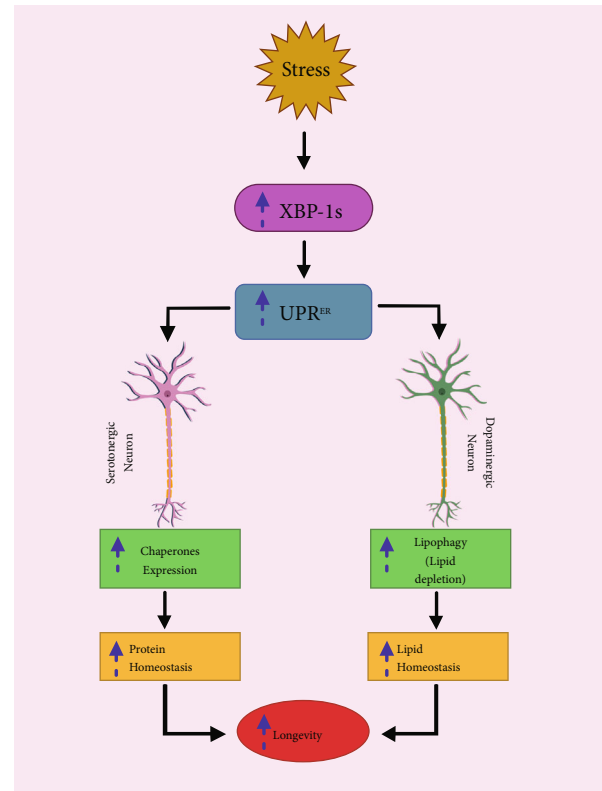 Stress
XBP-1s
UPRᴱᴿ
Serotonergic
Neuron
Dopaminergic
Neuron
Chaperones
Expression
Lipophagy
(Lipid
depletion)
Protein
Homeostasis
Lipid
Homeostasis
Longevity